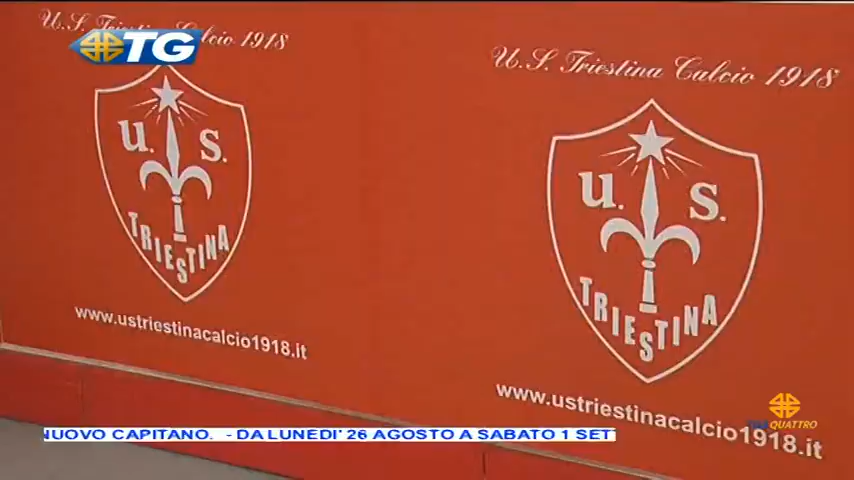 U.S. Triestina Calcio 1918
TG
U. S.
TRIESTINA
www.ustriestinacalcio1918.it
U.S. Triestina Calcio 1918
U. S.
TRIESTINA
www.ustriestinacalcio1918.it
QUATTRO
NUOVO CAPITANO. - DA LUNEDI' 26 AGOSTO A SABATO 1 SET